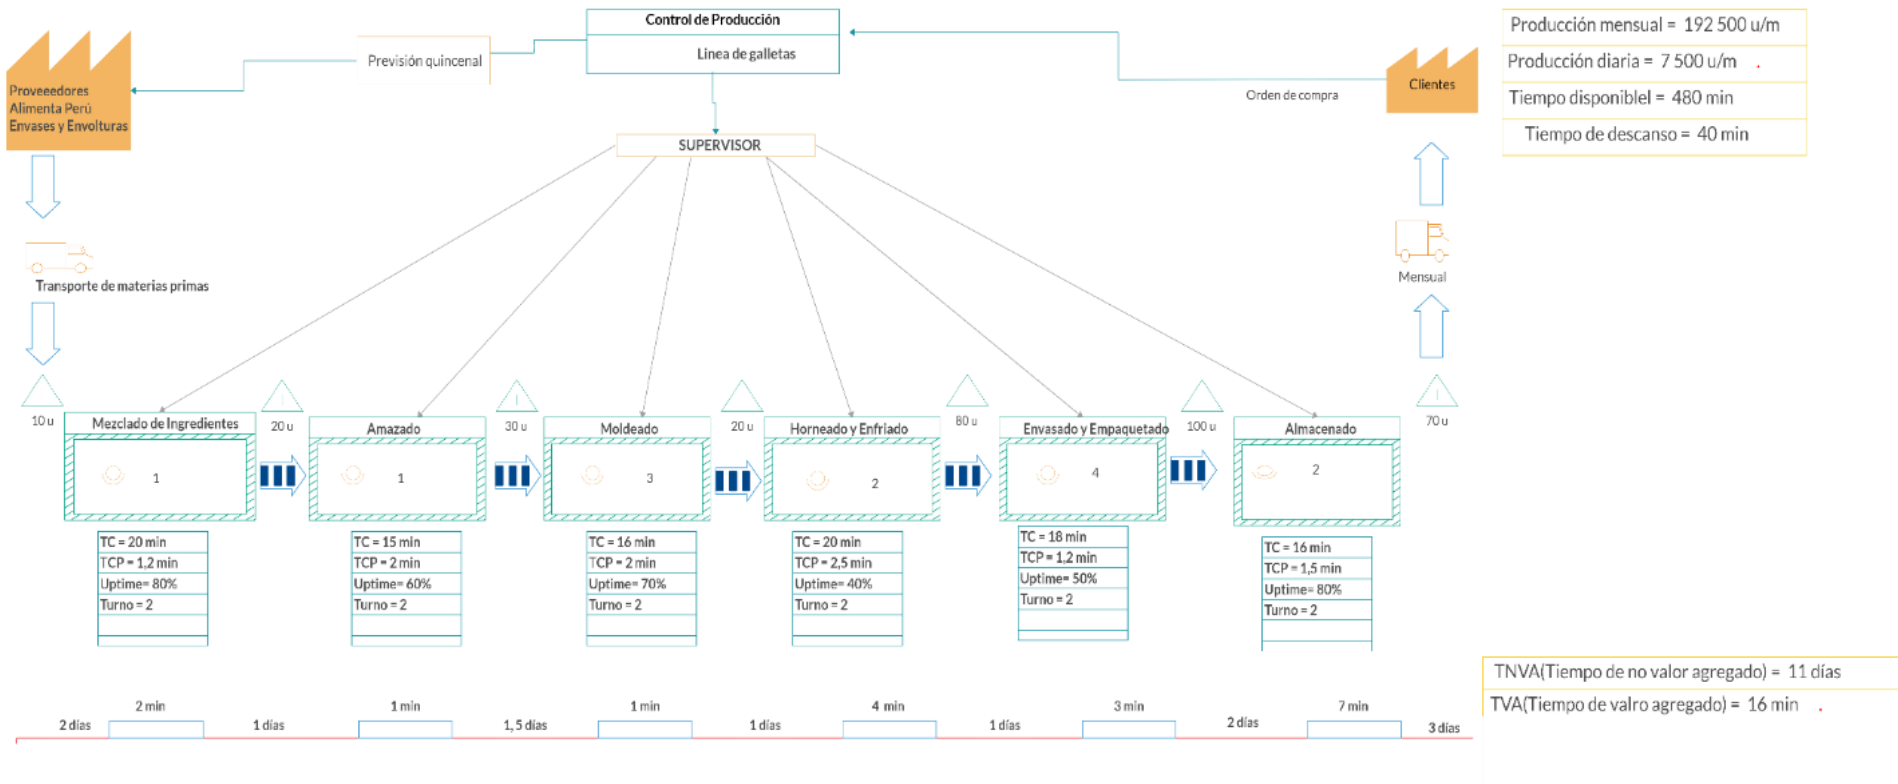 Control de Producción
Linea de galletas
Previsión quincenal
Proveeedores
Alimenta Perú
Envases y Envolturas
Orden de compra
Clientes
Producción mensual = 192 500 u/m
Producción diaria = 7 500 u/m .
Tiempo disponiblel = 480 min
Tiempo de descanso = 40 min
SUPERVISOR
Transporte de materias primas
Mensual
10 u
Mezclado de Ingredientes
1
20 u
I
Amazado
1
30 u
I
Moldeado
3
20 u
I
Horneado y Enfriado
2
80 u
I
Envasado y Empaquetado
4
100 u
Almacenado
2
70 u
I
TC = 20 min
TCP = 1,2 min
Uptime= 80%
Turno = 2
TC = 15 min
TCP = 2 min
Uptime= 60%
Turno = 2
TC = 16 min
TCP = 2 min
Uptime= 70%
Turno = 2
TC = 20 min
TCP = 2,5 min
Uptime= 40%
Turno = 2
TC = 18 min
TCP = 1,2 min
Uptime= 50%
Turno = 2
TC = 16 min
TCP = 1,5 min
Uptime= 80%
Turno = 2
TNVA(Tiempo de no valor agregado) = 11 días
TVA(Tiempo de valro agregado) = 16 min .
2 días
2 min
1 días
1 min
1, 5 días
1 min
1 días
4 min
1 días
3 min
2 días
7 min
3 días